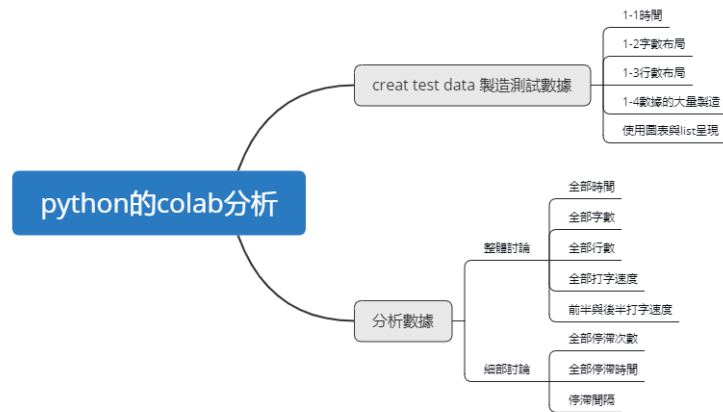 python的colab分析
creat test data 製造測試數據
1-1時間
1-2字數布局
1-3行數布局
1-4數據的大量製造
使用圖表與list呈現
分析數據
整體討論
全部時間
全部字數
全部行數
全部打字速度
前半與後半打字速度
細部討論
全部停滯次數
全部停滯時間
停滯間隔